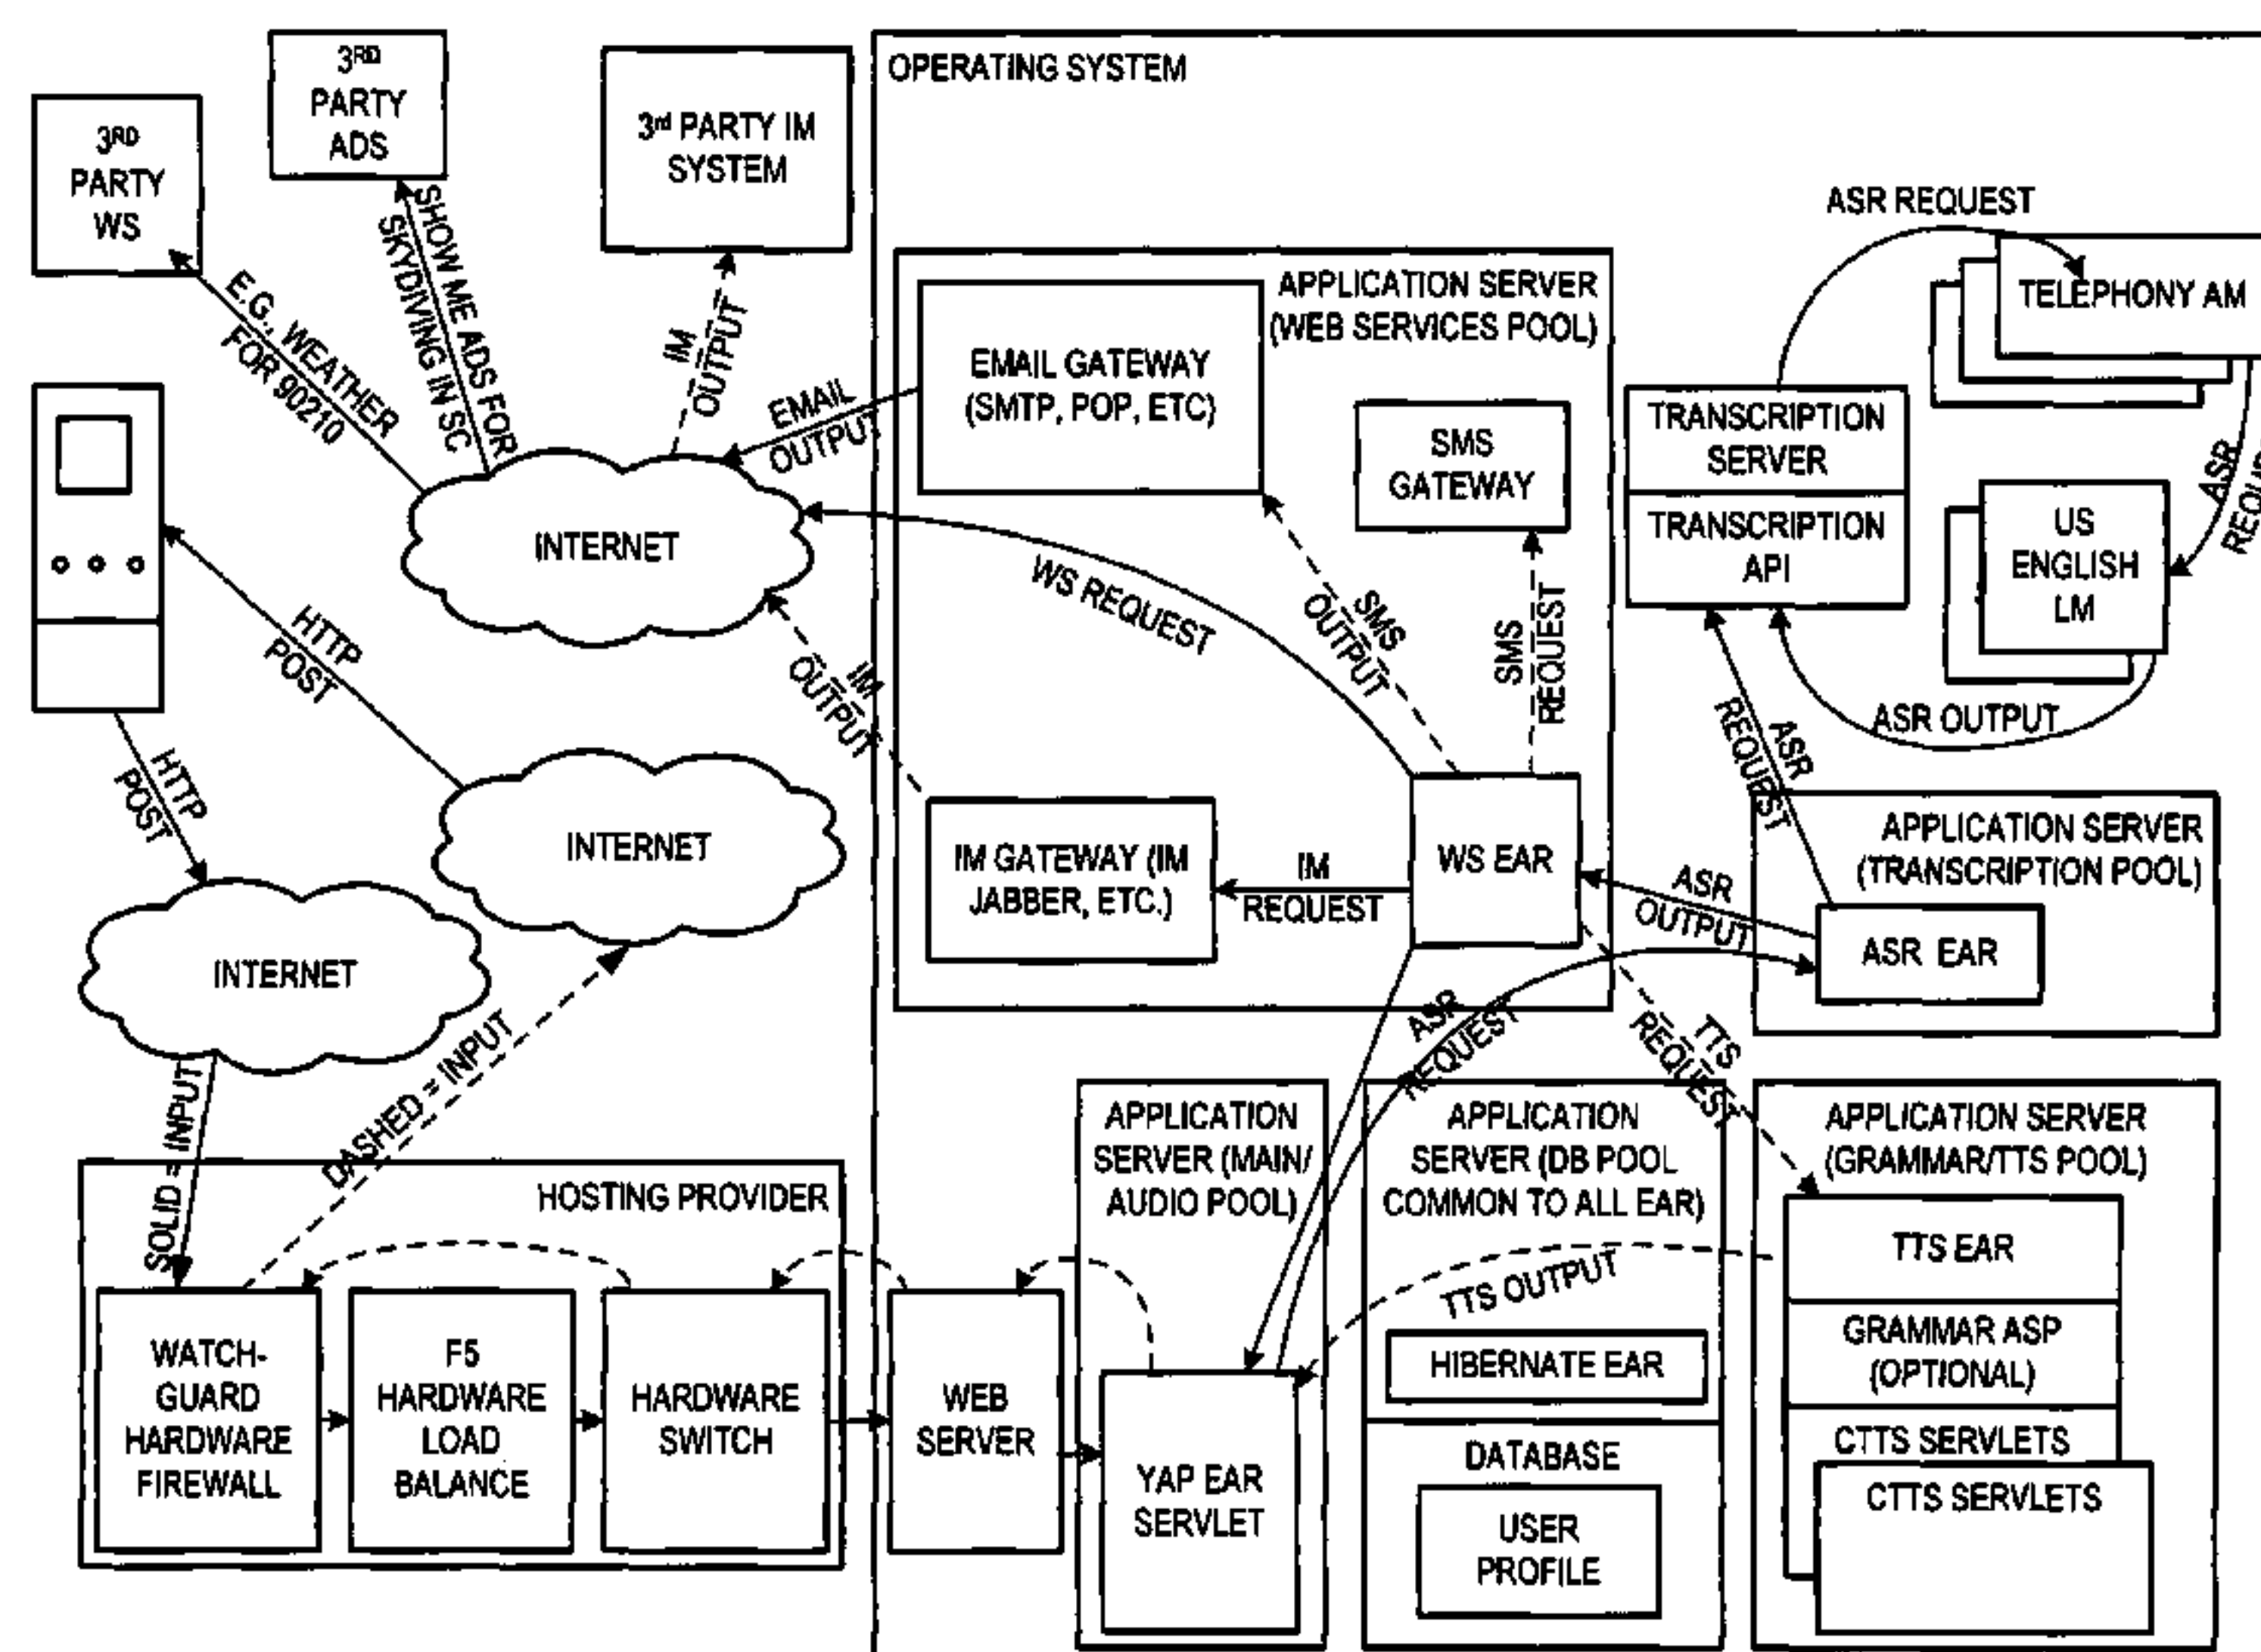 3RD
PARTY
WS
3RD
PARTY
ADS
3rd PARTY IM
SYSTEM
OPERATING SYSTEM
E.G., WEATHER
FOR 90210
SHOW ME ADS FOR
SKYDIVING IN SC
IM
OUTPUT
EMAIL
OUTPUT
INTERNET
HTTP
POST
HTTP
POST
IM
OUTPUT
INTERNET
INTERNET
SOLID = INPUT
DASHED = INPUT
APPLICATION SERVER
(WEB SERVICES POOL)
EMAIL GATEWAY
(SMTP, POP, ETC)
SMS
GATEWAY
WS REQUEST
SMS
OUTPUT
SMS
REQUEST
IM GATEWAY (IM
JABBER, ETC.)
IM
REQUEST
WS EAR
ASR REQUEST
TELEPHONY AM
TRANSCRIPTION
SERVER
TRANSCRIPTION
API
US
ENGLISH
LM
ASR
ASR OUTPUT
ASR
REQUEST
APPLICATION SERVER
(TRANSCRIPTION POOL)
ASR EAR
ASR
OUTPUT
ASR
REQUEST
TTS
REQUEST
HOSTING PROVIDER
WATCH-
GUARD
HARDWARE
FIREWALL
F5
HARDWARE
LOAD
BALANCE
HARDWARE
SWITCH
WEB
SERVER
APPLICATION
SERVER (MAIN/
AUDIO POOL)
YAP EAR
SERVLET
APPLICATION
SERVER (DB POOL
COMMON TO ALL EAR)
TTS OUTPUT
HIBERNATE EAR
DATABASE
USER
PROFILE
APPLICATION SERVER
(GRAMMAR/TTS POOL)
TTS EAR
GRAMMAR ASP
(OPTIONAL)
CTTS SERVLETS
CTTS SERVLETS